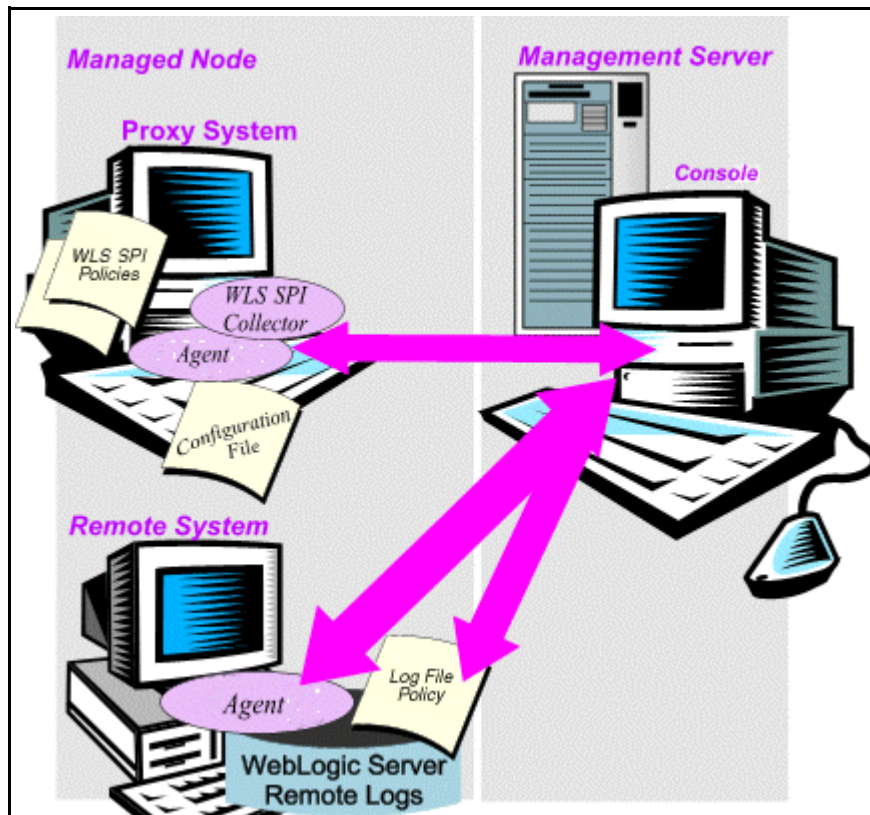 Managed Node
Management Server
Proxy System
Console
WLS SPI
Policies
WLS SPI
Collector
Agent
Configuration
File
Remote System
Log File
Policy
Agent
WebLogic Server
Remote Logs